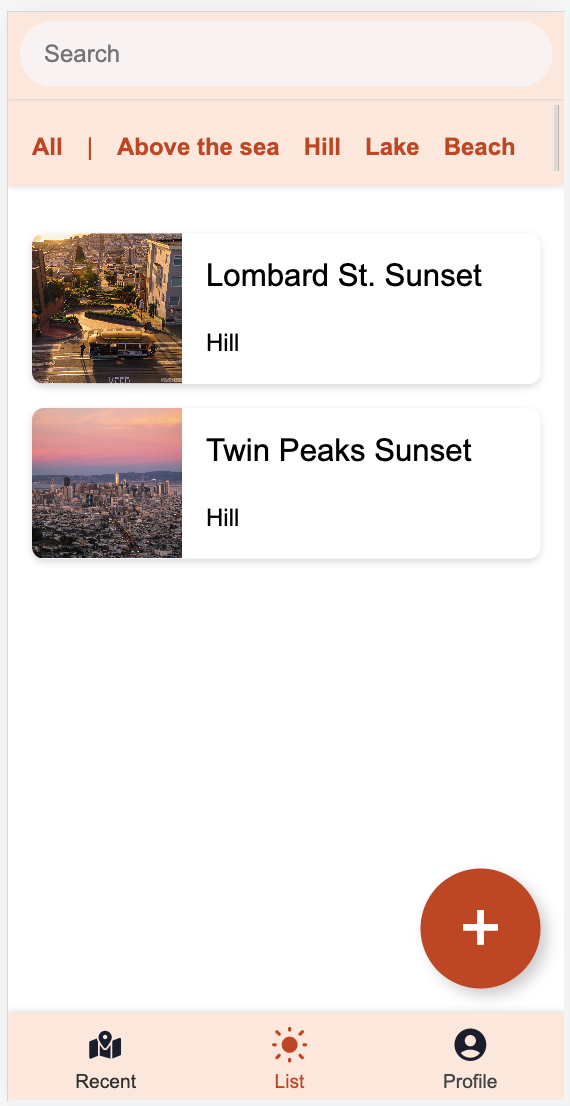 Search
All | Above the sea Hill Lake Beach
Lombard St. Sunset
Hill
Twin Peaks Sunset
Hill
Recent List Profile